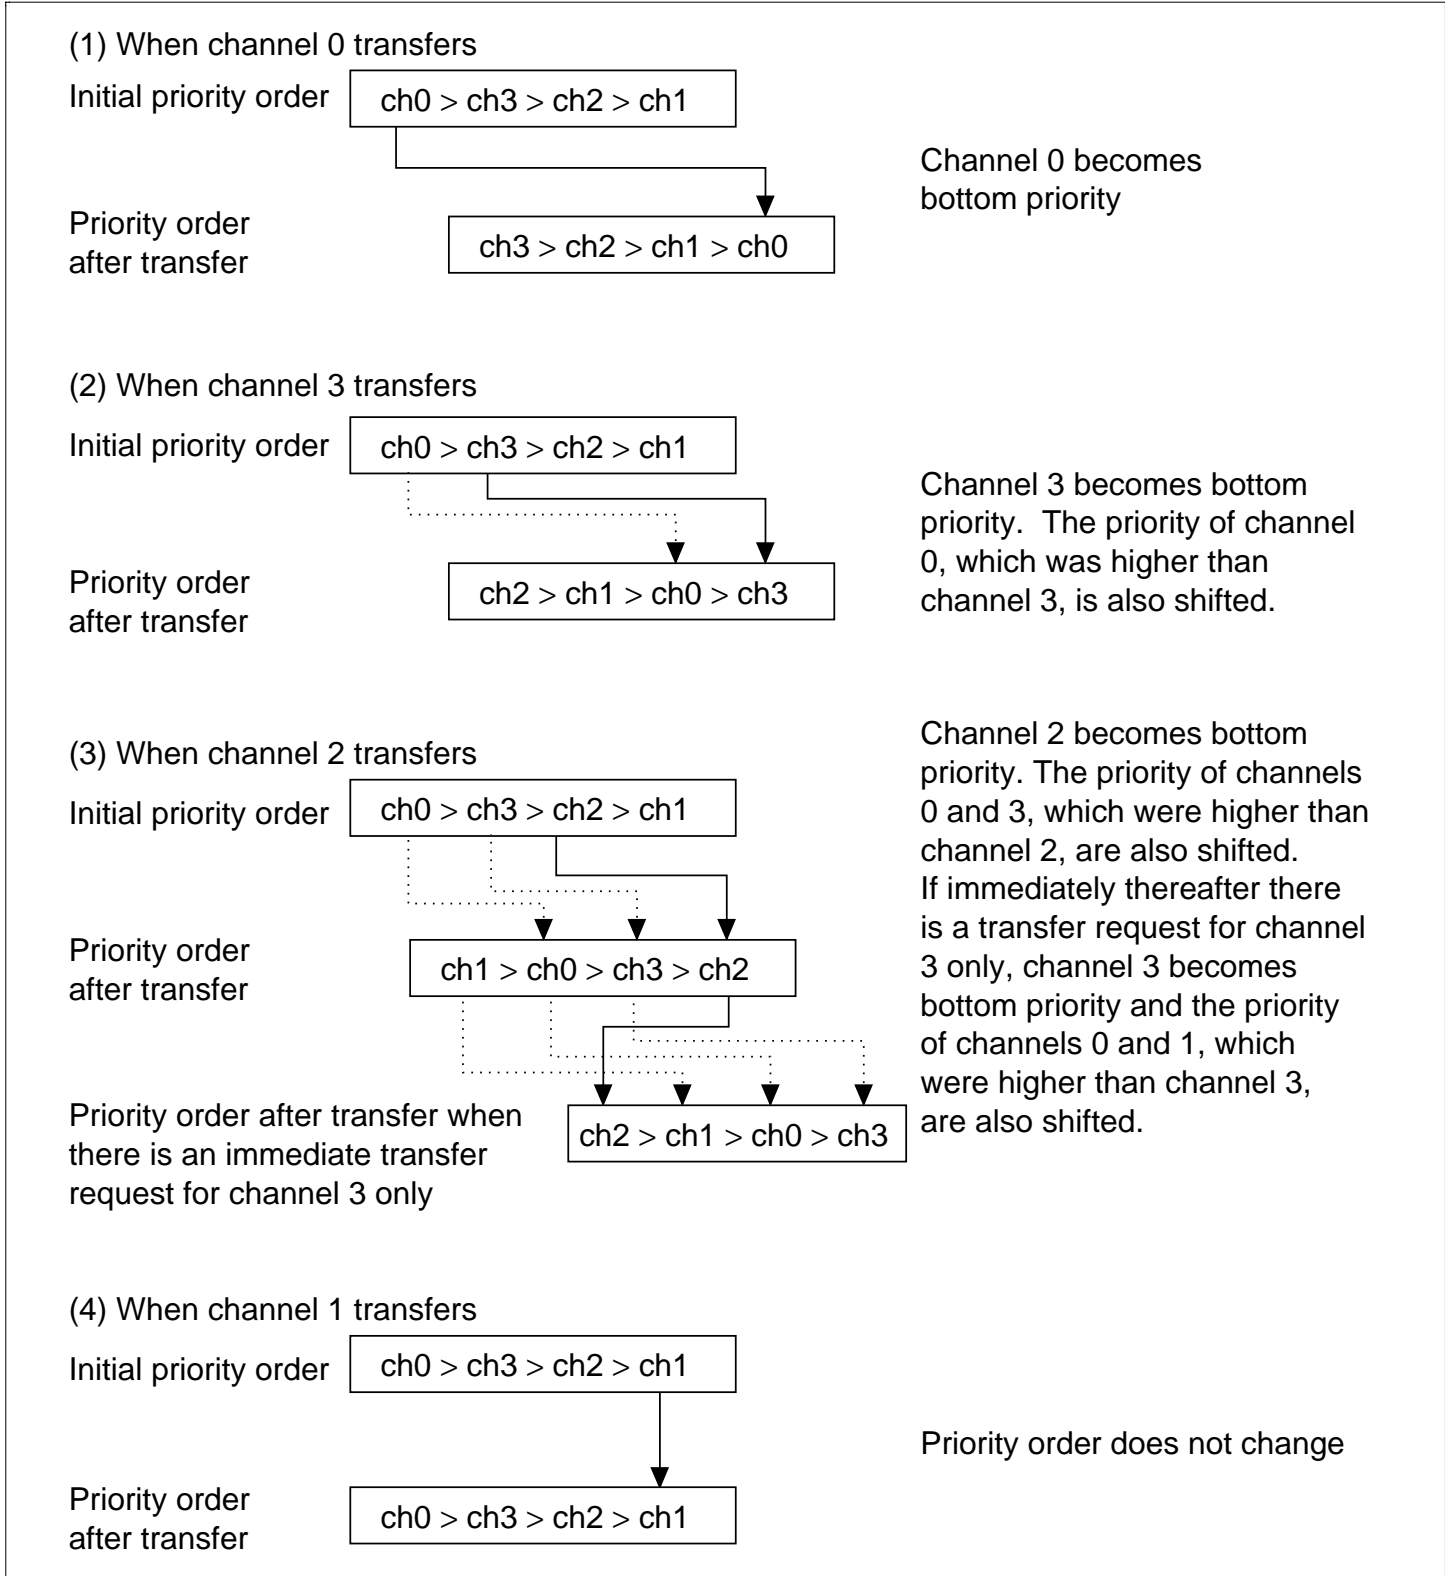 (1) When channel 0 transfers
Initial priority order
ch0 > ch3 > ch2 > ch1
Channel 0 becomes
bottom priority
Priority order
after transfer
ch3 > ch2 > ch1 > ch0
(2) When channel 3 transfers
Initial priority order
ch0 > ch3 > ch2 > ch1
Channel 3 becomes bottom
priority.  The priority of channel
0, which was higher than
channel 3, is also shifted.
Priority order
after transfer
ch2 > ch1 > ch0 > ch3
(3) When channel 2 transfers
Initial priority order
ch0 > ch3 > ch2 > ch1
Channel 2 becomes bottom
priority. The priority of channels
0 and 3, which were higher than
channel 2, are also shifted.
If immediately thereafter there
is a transfer request for channel
3 only, channel 3 becomes
bottom priority and the priority
of channels 0 and 1, which
were higher than channel 3,
are also shifted.
Priority order
after transfer
ch1 > ch0 > ch3 > ch2
Priority order after transfer when
there is an immediate transfer
request for channel 3 only
ch2 > ch1 > ch0 > ch3
(4) When channel 1 transfers
Initial priority order
ch0 > ch3 > ch2 > ch1
Priority order does not change
Priority order
after transfer
ch0 > ch3 > ch2 > ch1